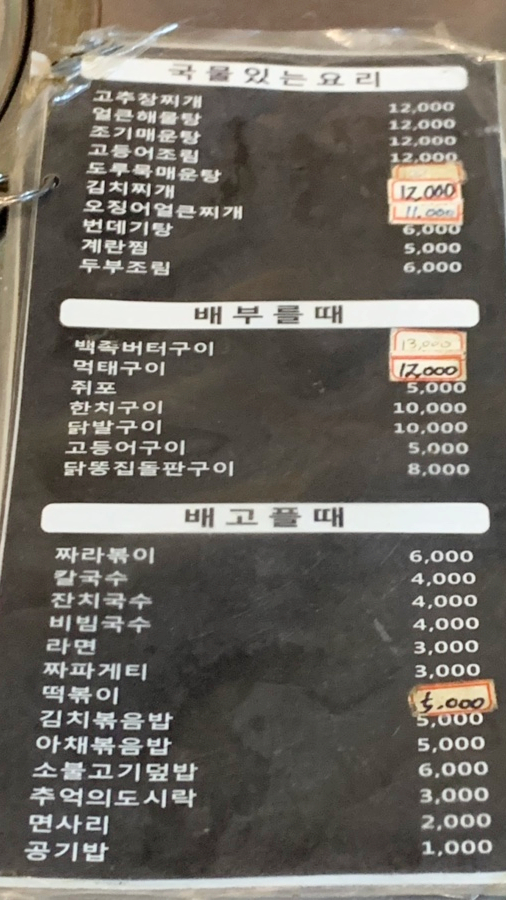 국물있는요리
고추장찌개 12,000
얼큰해물탕 12,000
조기매운탕 12,000
고등어조림 12,000
도루묵매운탕
김치찌개 12,000
오징어얼큰찌개 11,000
번데기탕 6,000
계란찜 5,000
두부조림 6,000
배부를때
백족버터구이 13,000
먹태구이 12,000
쥐포 5,000
한치구이 10,000
닭발구이 10,000
고등어구이 5,000
닭똥집돌판구이 8,000
배고플때
짜라볶이 6,000
칼국수 4,000
잔치국수 4,000
비빔국수 4,000
라면 3,000
짜파게티 3,000
떡볶이 5,000
김치볶음밥 5,000
아채볶음밥 5,000
소불고기덮밥 6,000
추억의도시락 3,000
면사리 2,000
공기밥 1,000